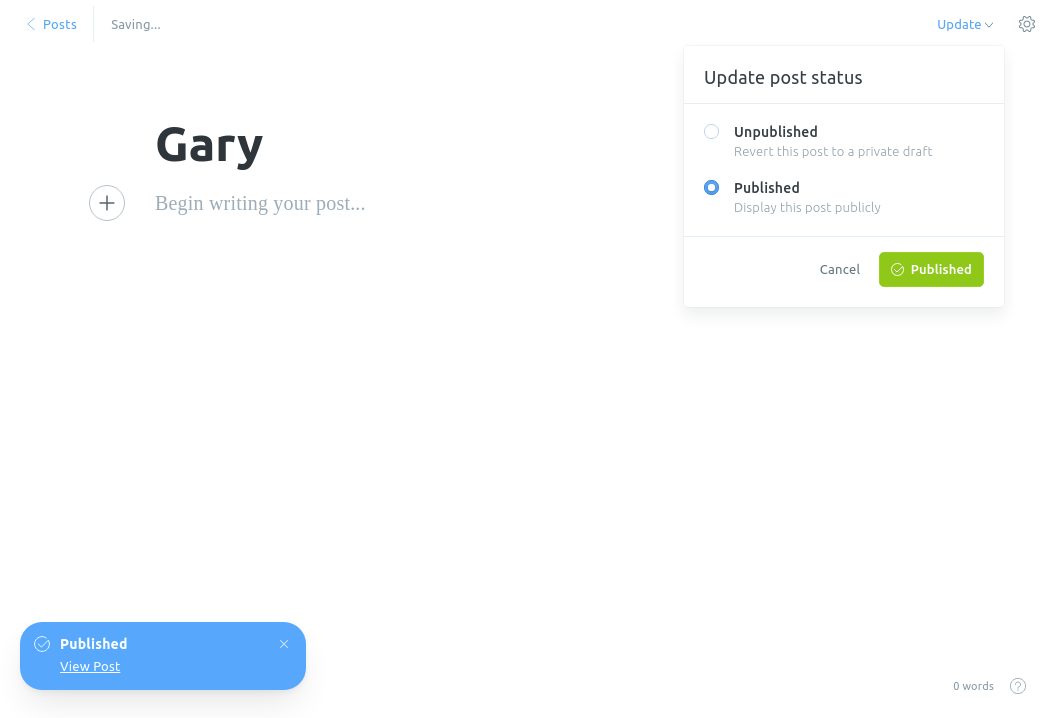 Posts
Saving...
Update
Update post status
Unpublished
Revert this post to a private draft
Published
Display this post publicly
Cancel
Published
Gary
Begin writing your post...
Published
View Post
0 words
?